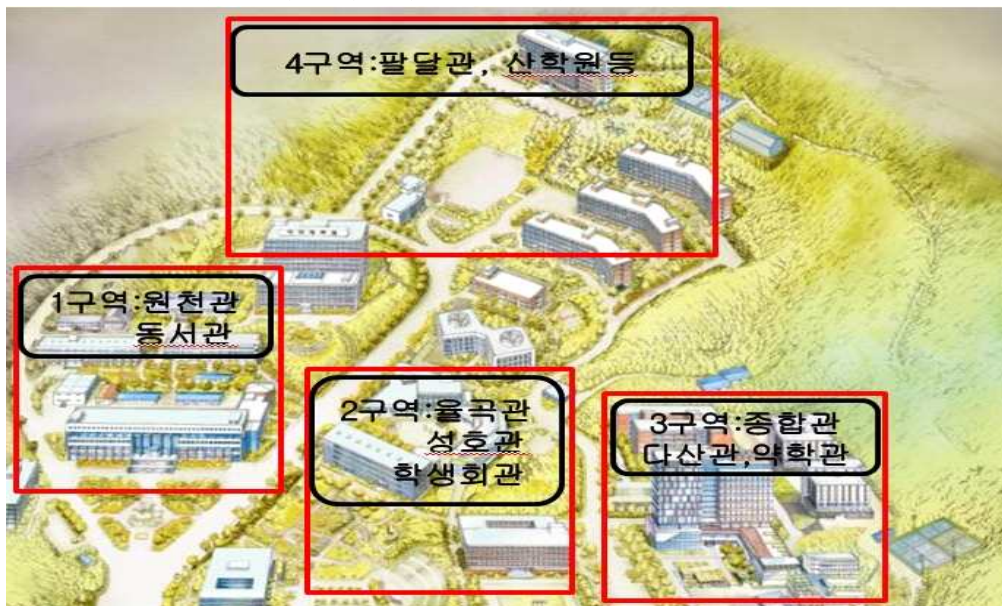 4구역:팔달관, 산학원등
1구역:원천관
동서관
2구역:율곡관
성호관
학생회관
3구역:종합관
다산관,약학관